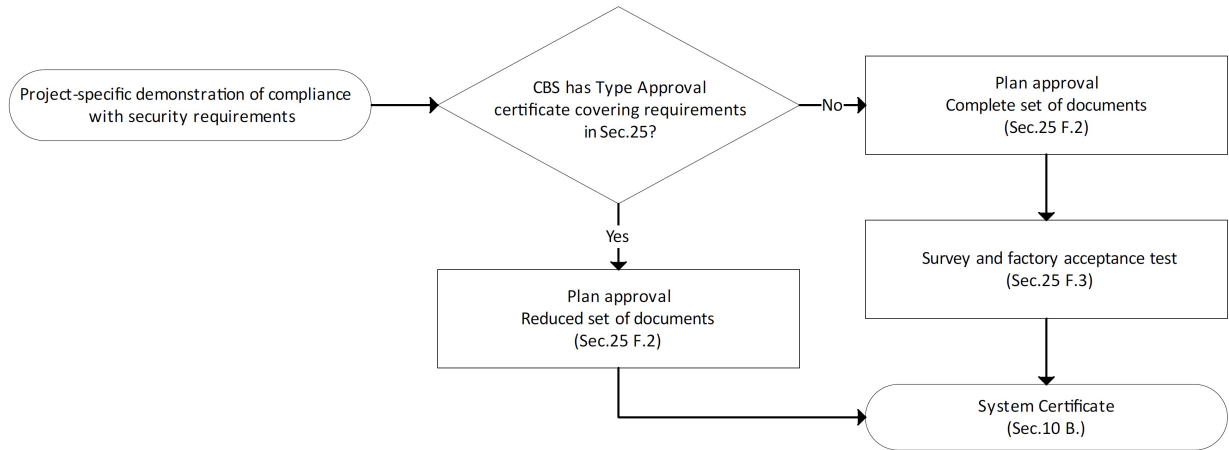 Project-specific demonstration of compliance
with security requirements
CBS has Type Approval
certificate covering requirements
in Sec.25?
No
Plan approval
Complete set of documents
(Sec.25 F.2)
Yes
Survey and factory acceptance test
(Sec.25 F.3)
Plan approval
Reduced set of documents
(Sec.25 F.2)
System Certificate
(Sec.10 B.)